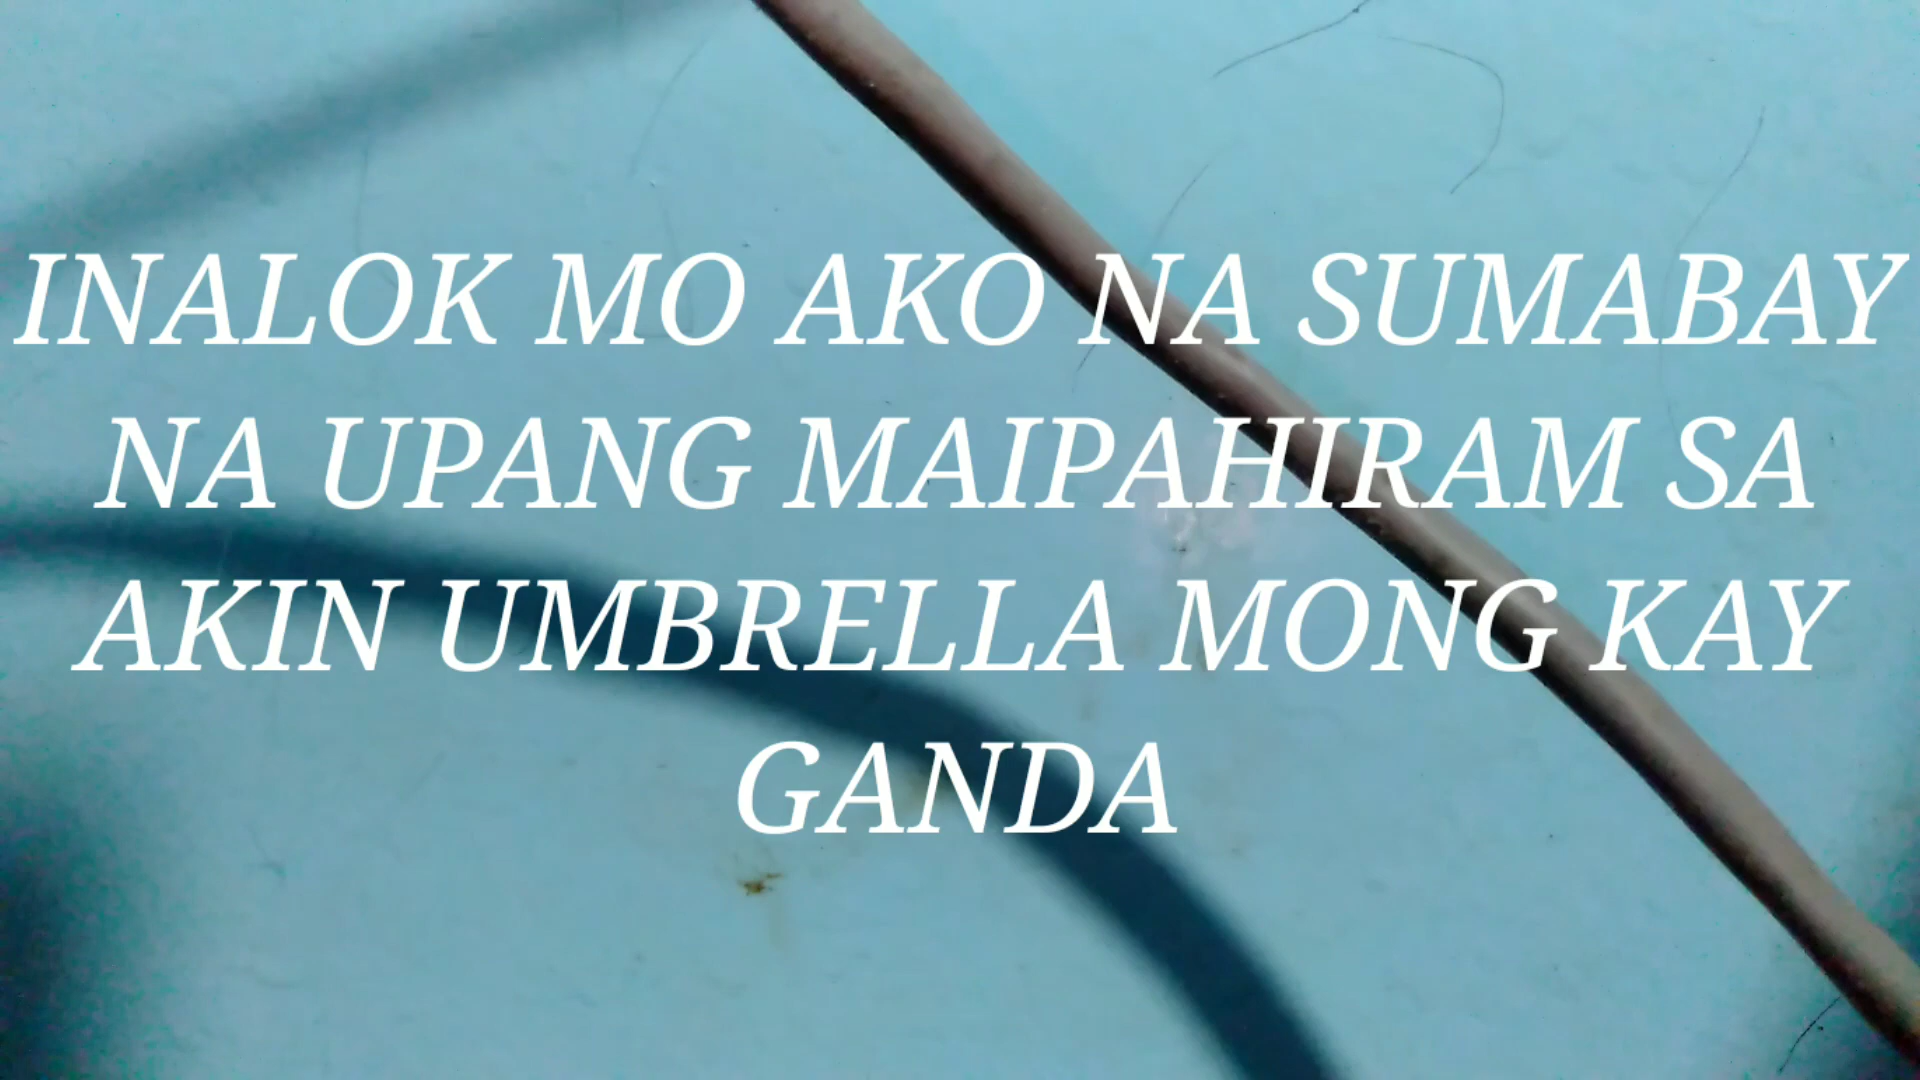 INALOK MO AKO NA SUMABAY
NA UPANG MAIPAHIRAM SA
AKIN UMBRELLA MONG KAY
GANDA